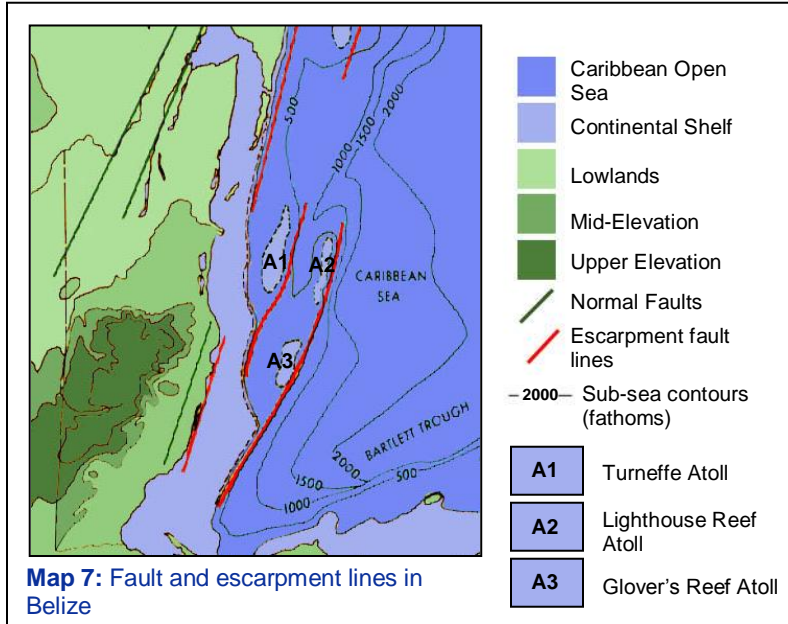 500
1000
1500
2000
A1
A2
CARIBBEAN
SEA
A3
BARTLETT TROUGH
2000
1500
1000
500
Map 7: Fault and escarpment lines in
Belize
Caribbean Open
Sea
Continental Shelf
Lowlands
Mid-Elevation
Upper Elevation
Normal Faults
Escarpment fault
lines
– 2000 – Sub-sea contours
(fathoms)
A1 Turneffe Atoll
A2 Lighthouse Reef
Atoll
A3 Glover's Reef Atoll